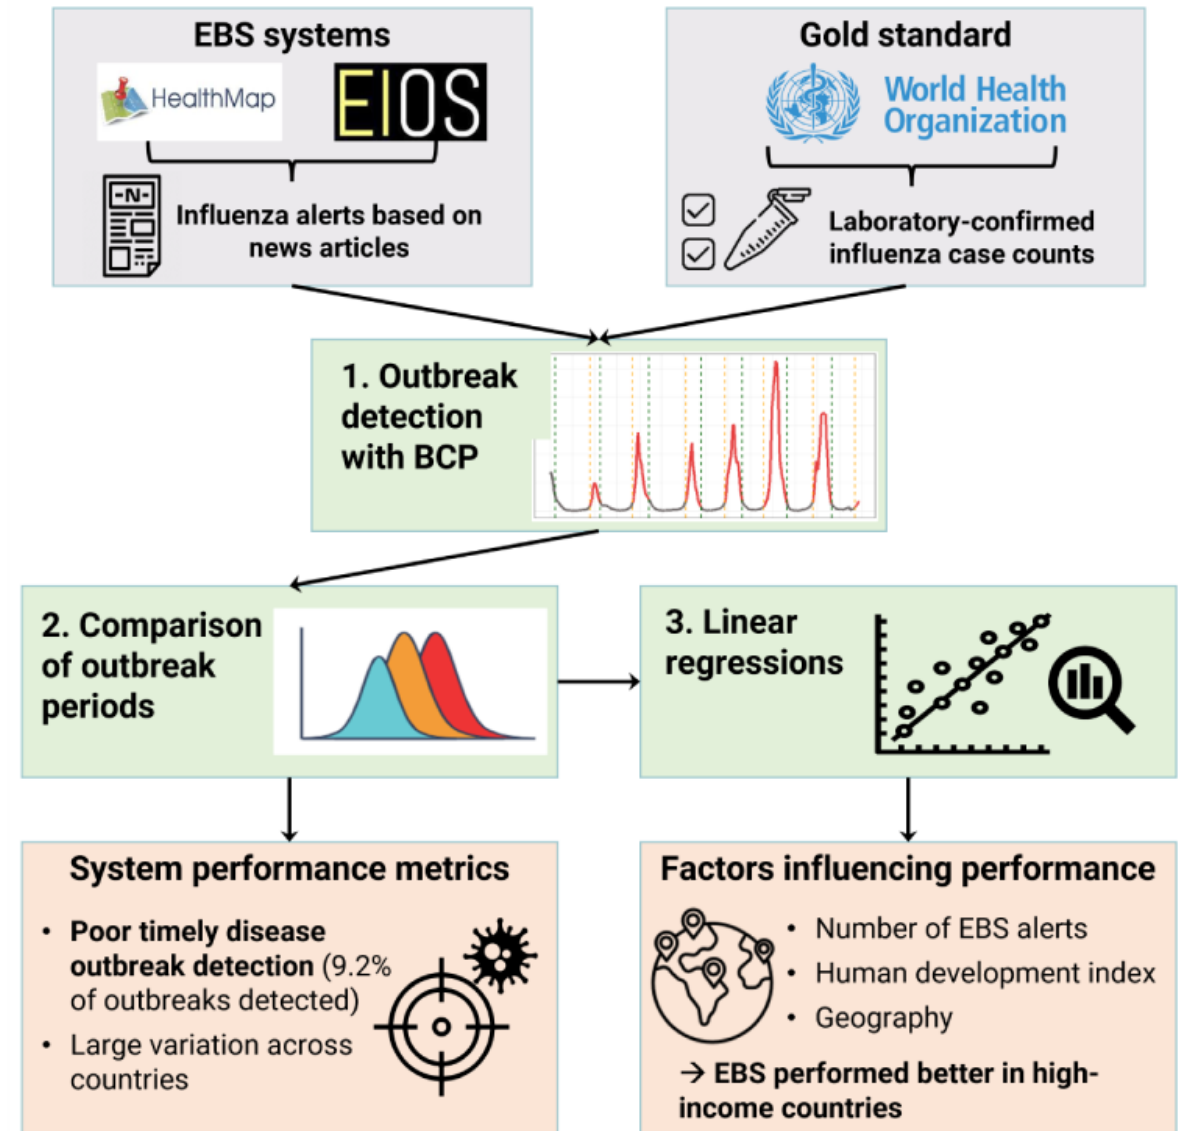 EBS systems
HealthMap
EIOS
-N-
Influenza alerts based on
news articles
Gold standard
World Health
Organization
Laboratory-confirmed
influenza case counts
1. Outbreak
detection
with BCP
2. Comparison
of outbreak
periods
3. Linear
regressions
System performance metrics
• Poor timely disease
outbreak detection (9.2%
of outbreaks detected)
• Large variation across
countries
Factors influencing performance
• Number of EBS alerts
• Human development index
• Geography
→ EBS performed better in high-
income countries